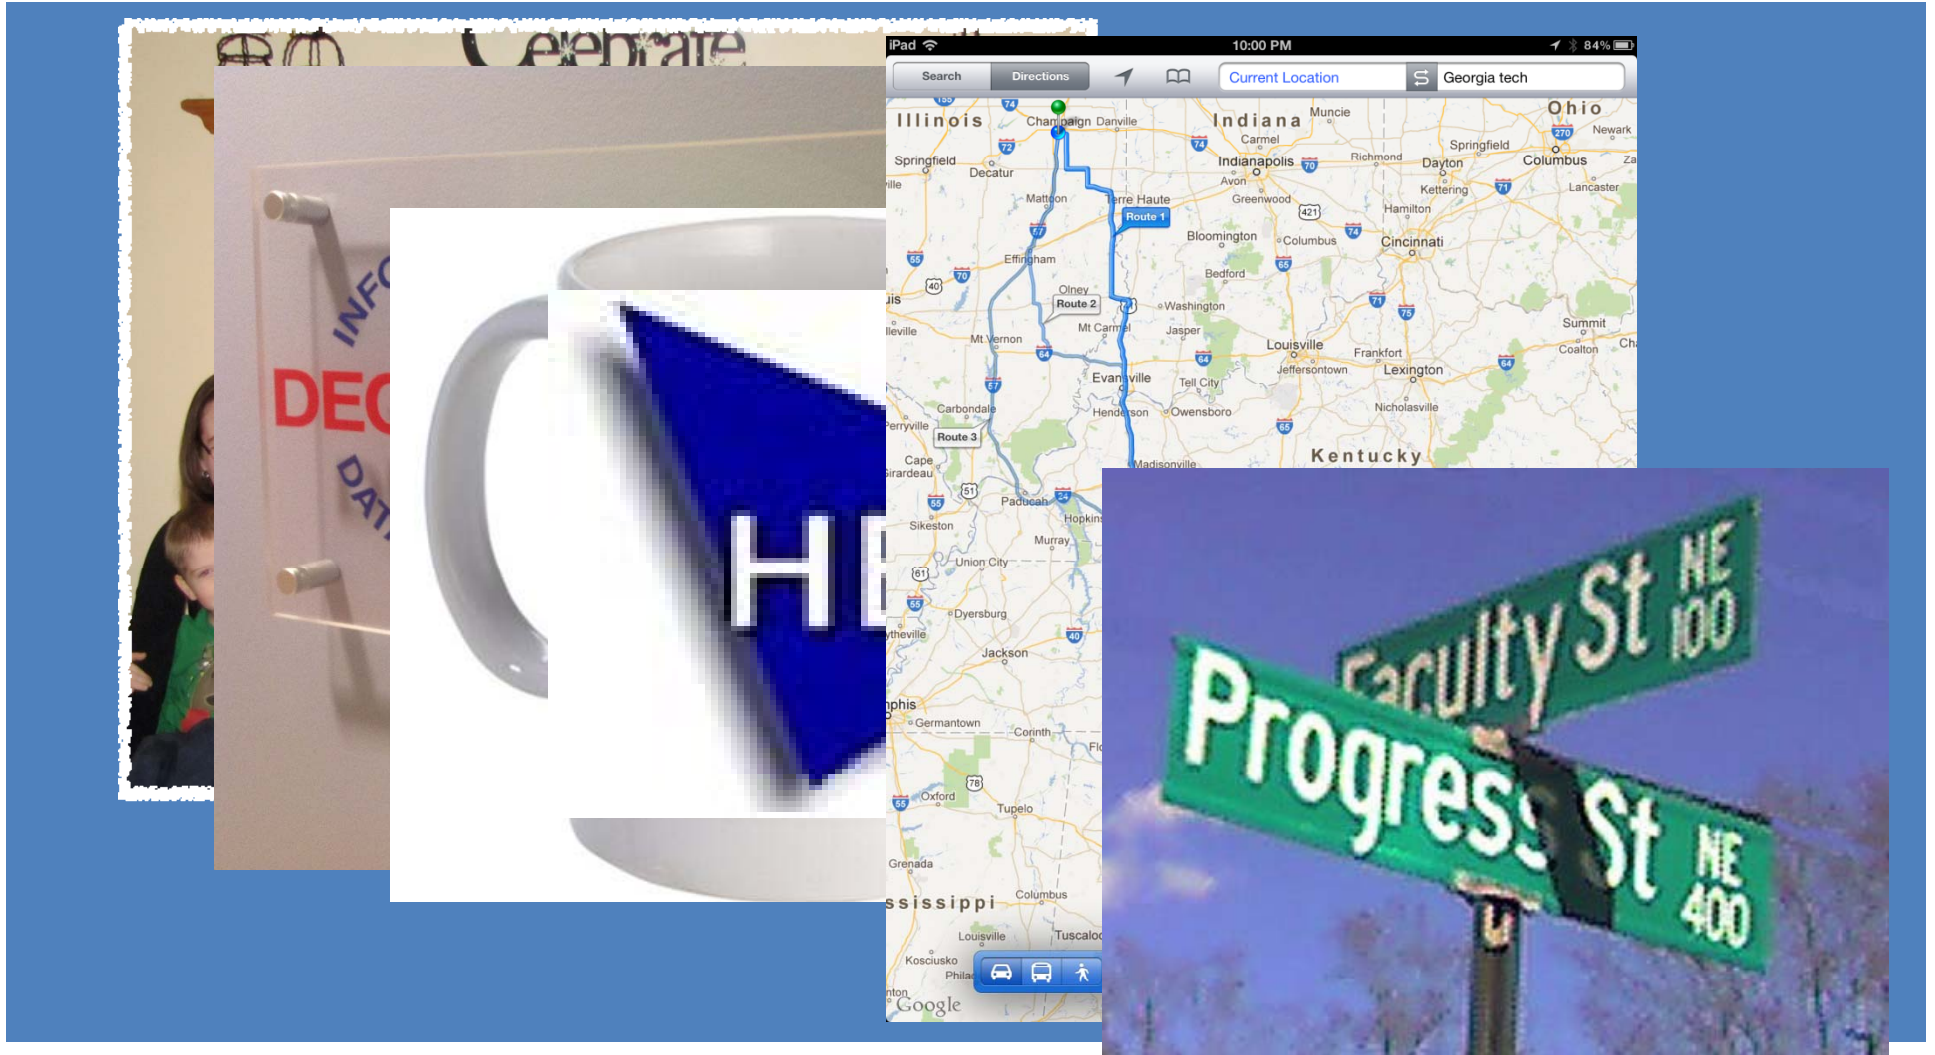 Celebrate
INFO
DEC
DATA
HE
iPad
10:00 PM
84%
Search
Directions
Current Location
Georgia tech
Illinois
Champaign
Danville
Indiana
Muncie
Ohio
Newark
Carmel
Springfield
Columbus
Springfield
Decatur
Indianapolis
Richmond
Dayton
Avon
Kettering
Lancaster
Mattoon
Terre Haute
Greenwood
Hamilton
Route 1
Bloomington
Columbus
Cincinnati
Effingham
Bedford
Olney
Route 2
Washington
Mt Carmel
Jasper
Summit
Mt Vernon
Louisville
Frankfort
Coalton
Jeffersontown
Lexington
Evansville
Tell City
Carbondale
Henderson
Owensboro
Nicholasville
Perryville
Route 3
Kentucky
Cape
Girardeau
Madisonville
Paducah
Sikeston
Hopkins
Murray
Union City
Dyersburg
Jackson
Germantown
Corinth
Oxford
Tupelo
Grenada
Columbus
ssissippi
Louisville
Tuscaloo
Kosciusko
Google
Faculty St NE
100
Progress St NE
400